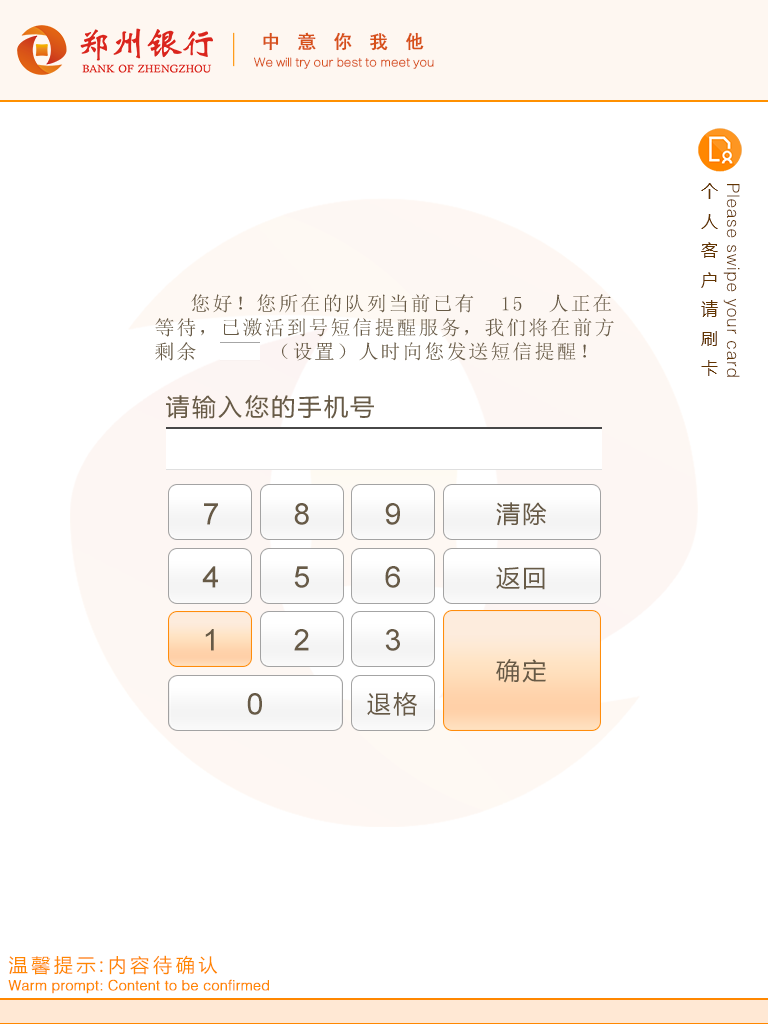 郑州银行
BANK OF ZHENGZHOU
中意你我他
We will try our best to meet you
个人客户请刷卡
Please swipe your card
您好！您所在的队列当前已有 15 人正在
等待，已激活到号短信提醒服务，我们将在前方
剩余 （设置）人时向您发送短信提醒！
请输入您的手机号
7 8 9 清除
4 5 6 返回
1 2 3 确定
0 退格
温馨提示:内容待确认
Warm prompt: Content to be confirmed